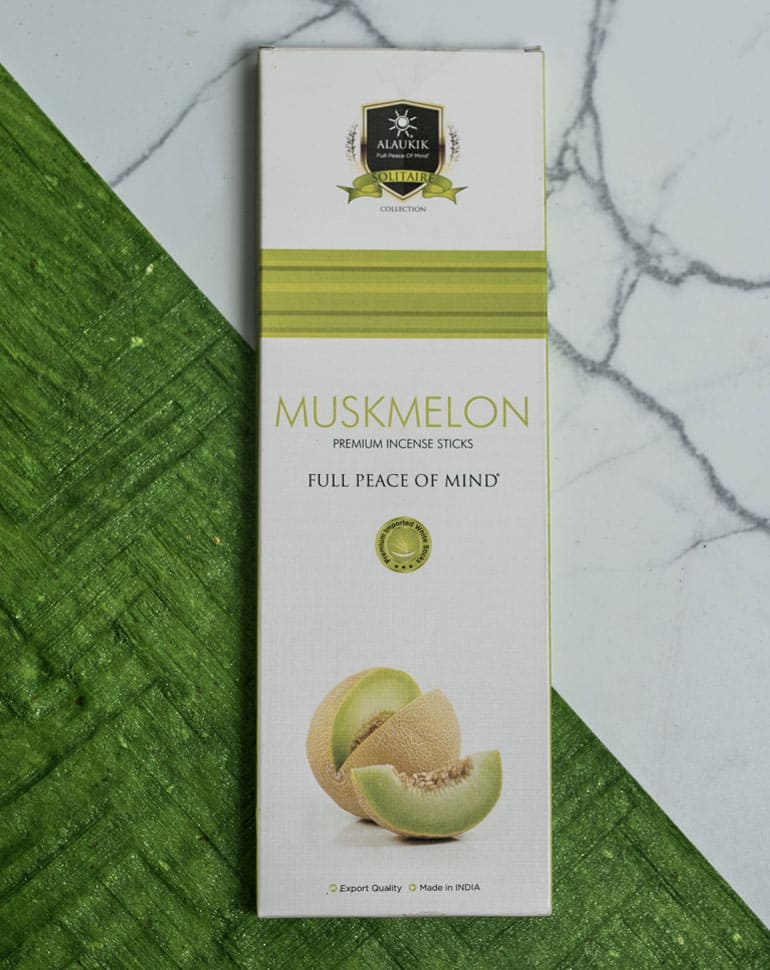 ALAUKIK
Full Peace Of Mind®
SOLITAIRE
COLLECTION
MUSKMELON
PREMIUM INCENSE STICKS
FULL PEACE OF MIND®
Premium Imported White Sticks
Export Quality Made in INDIA